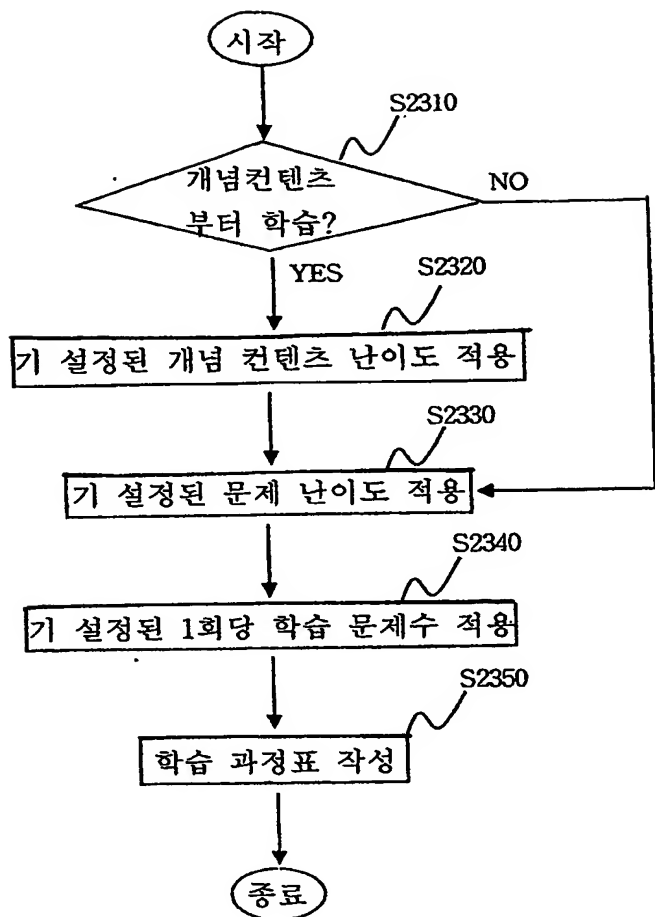 시작
S2310
개념컨텐츠
부터 학습?
NO
YES
S2320
기 설정된 개념 컨텐츠 난이도 적용
S2330
기 설정된 문제 난이도 적용
S2340
기 설정된 1회당 학습 문제수 적용
S2350
학습 과정표 작성
종료